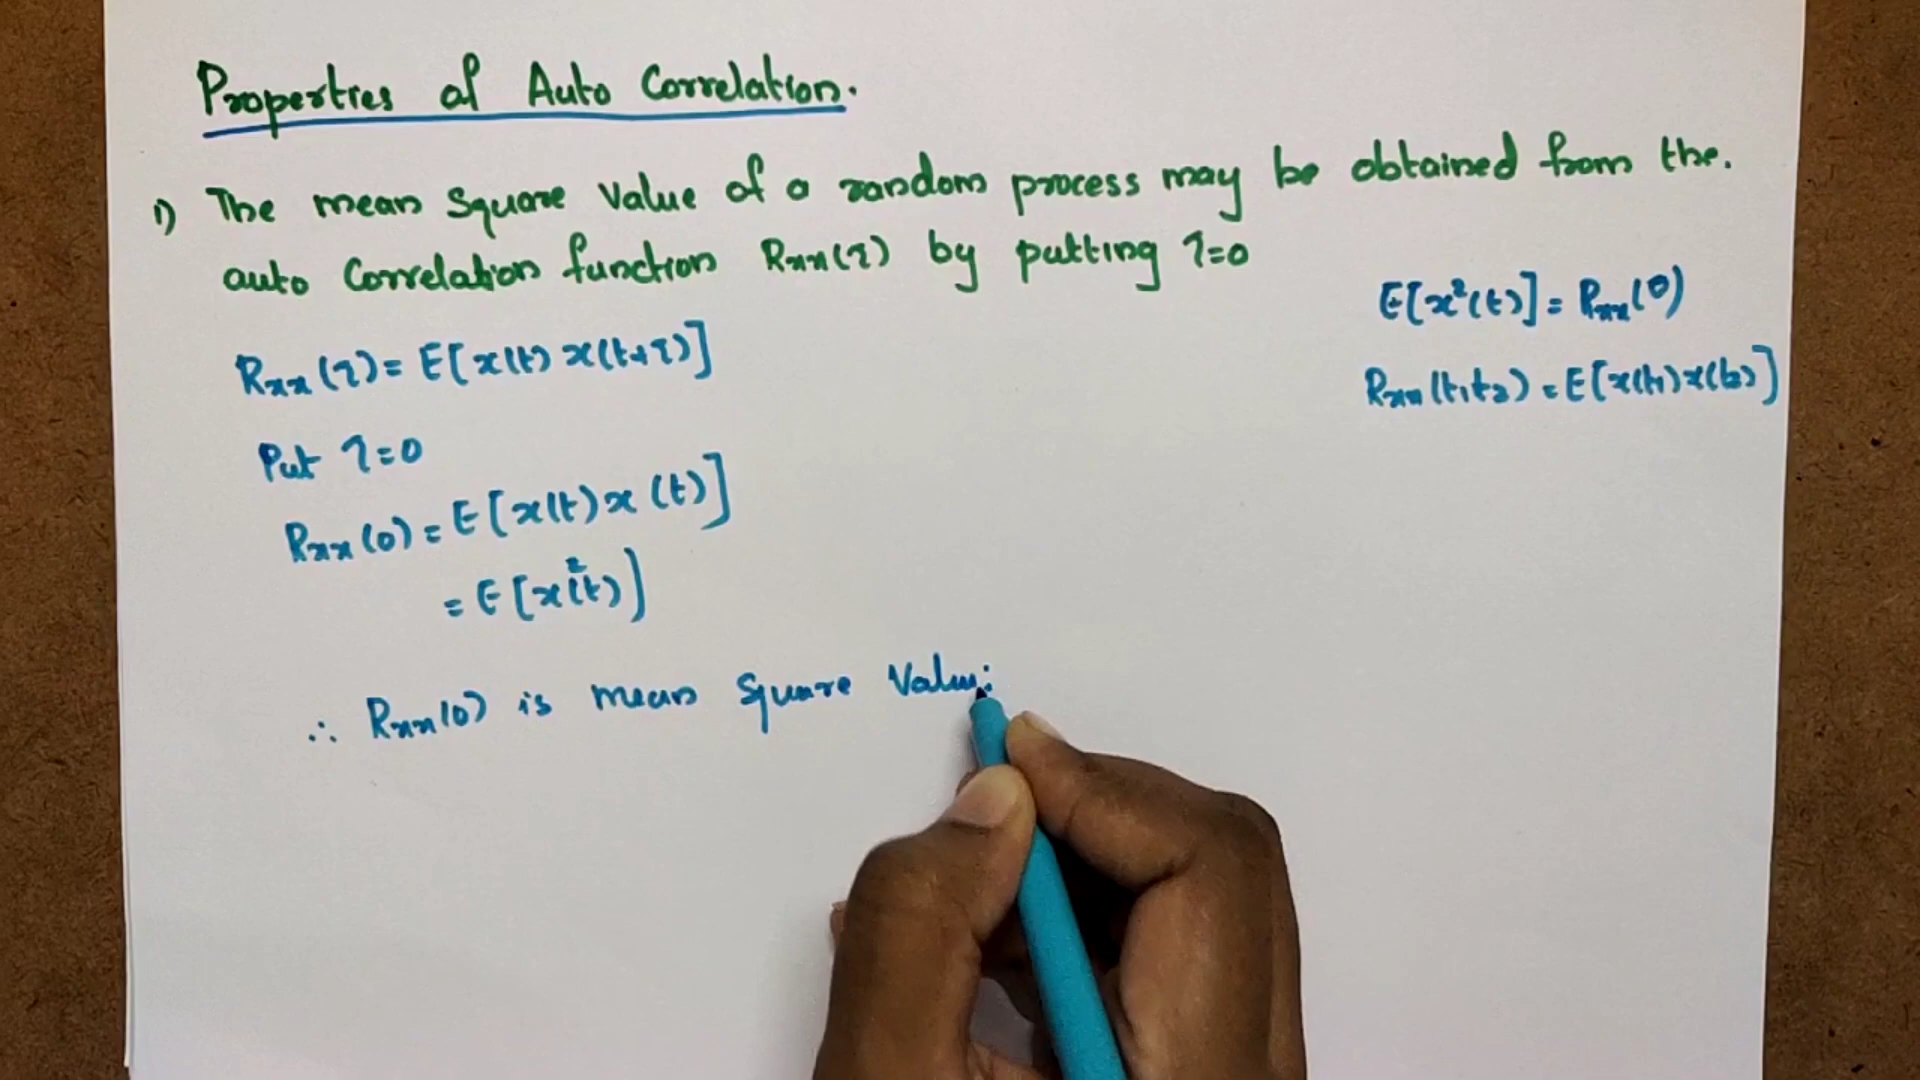 Properties of Auto Correlation.
1) The mean square value of a random process may be obtained from the.
auto correlation function Rxx(τ) by putting τ=0
E[x²(t)] = Rxx(0)
Rxx(τ) = E[x(t) x(t+τ)]
Rxx(t1,t2) = E[x(t1)x(t2)]
Put τ=0
Rxx(0) = E[x(t)x(t)]
= E[x²(t)]
∴ Rxx(0) is mean square value